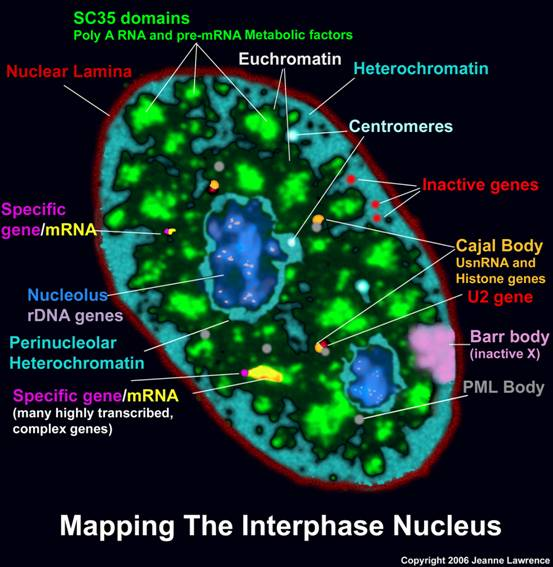 SC35 domains
Poly A RNA and pre-mRNA Metabolic factors
Euchromatin
Nuclear Lamina
Heterochromatin
Centromeres
Inactive genes
Specific
gene/mRNA
Cajal Body
UsnRNA and
Histone genes
U2 gene
Nucleolus
rDNA genes
Barr body
(inactive X)
Perinucleolar
Heterochromatin
PML Body
Specific gene/mRNA
(many highly transcribed,
complex genes)
Mapping The Interphase Nucleus
Copyright 2006 Jeanne Lawrence